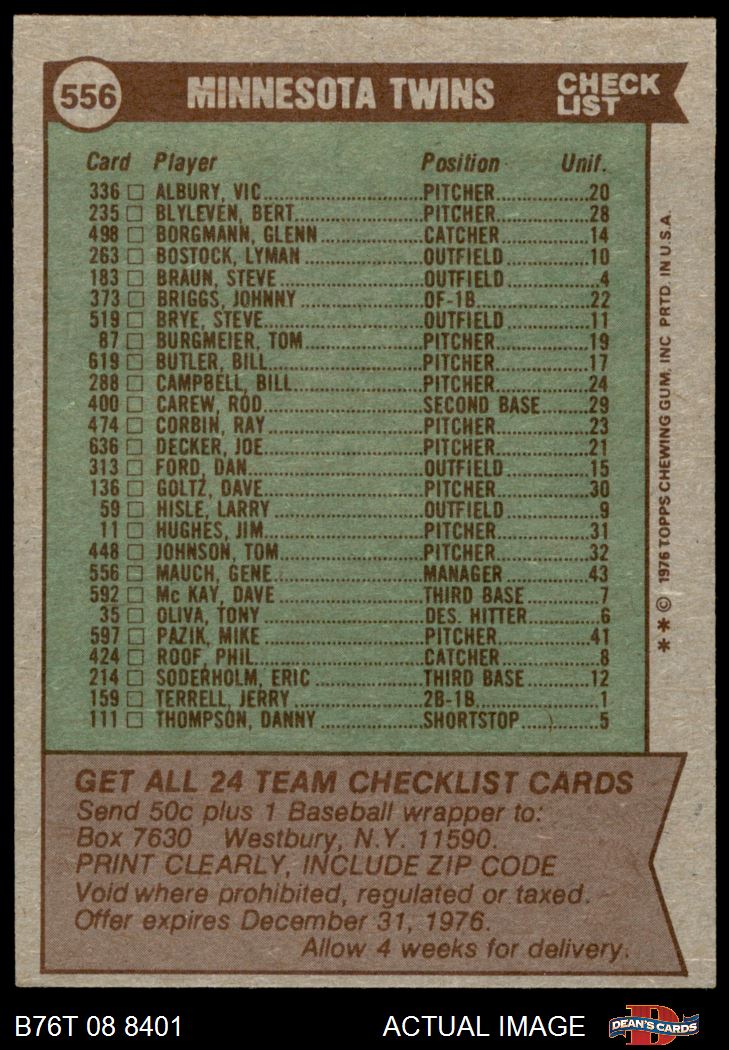 556 MINNESOTA TWINS CHECK LIST
Card Player Position Unif.
336 □ ALBURY, VIC PITCHER 20
235 □ BLYLEVEN, BERT PITCHER 28
498 □ BORGMANN, GLENN CATCHER 14
263 □ BOSTOCK, LYMAN OUTFIELD 10
183 □ BRAUN, STEVE OUTFIELD 4
373 □ BRIGGS, JOHNNY OF-1B 22
519 □ BRYE, STEVE OUTFIELD 11
87 □ BURGMEIER, TOM PITCHER 19
619 □ BUTLER, BILL PITCHER 17
288 □ CAMPBELL, BILL PITCHER 24
400 □ CAREW, ROD SECOND BASE 29
474 □ CORBIN, RAY PITCHER 23
636 □ DECKER, JOE PITCHER 21
313 □ FORD, DAN OUTFIELD 15
136 □ GOLTZ, DAVE PITCHER 30
59 □ HISLE, LARRY OUTFIELD 9
11 □ HUGHES, JIM PITCHER 31
448 □ JOHNSON, TOM PITCHER 32
556 □ MAUCH, GENE MANAGER 43
592 □ Mc KAY, DAVE THIRD BASE 7
35 □ OLIVA, TONY DES. HITTER 6
597 □ PAZIK, MIKE PITCHER 41
424 □ ROOF, PHIL CATCHER 8
214 □ SODERHOLM, ERIC THIRD BASE 12
159 □ TERRELL, JERRY 2B-1B 1
111 □ THOMPSON, DANNY SHORTSTOP 5
* * © 1976 TOPPS CHEWING GUM, INC PRTD. IN U.S.A.
GET ALL 24 TEAM CHECKLIST CARDS
Send 50c plus 1 Baseball wrapper to:
Box 7630 Westbury, N.Y. 11590.
PRINT CLEARLY, INCLUDE ZIP CODE
Void where prohibited, regulated or taxed.
Offer expires December 31, 1976.
Allow 4 weeks for delivery.
B76T 08 8401 ACTUAL IMAGE D DEAN'S CARDS